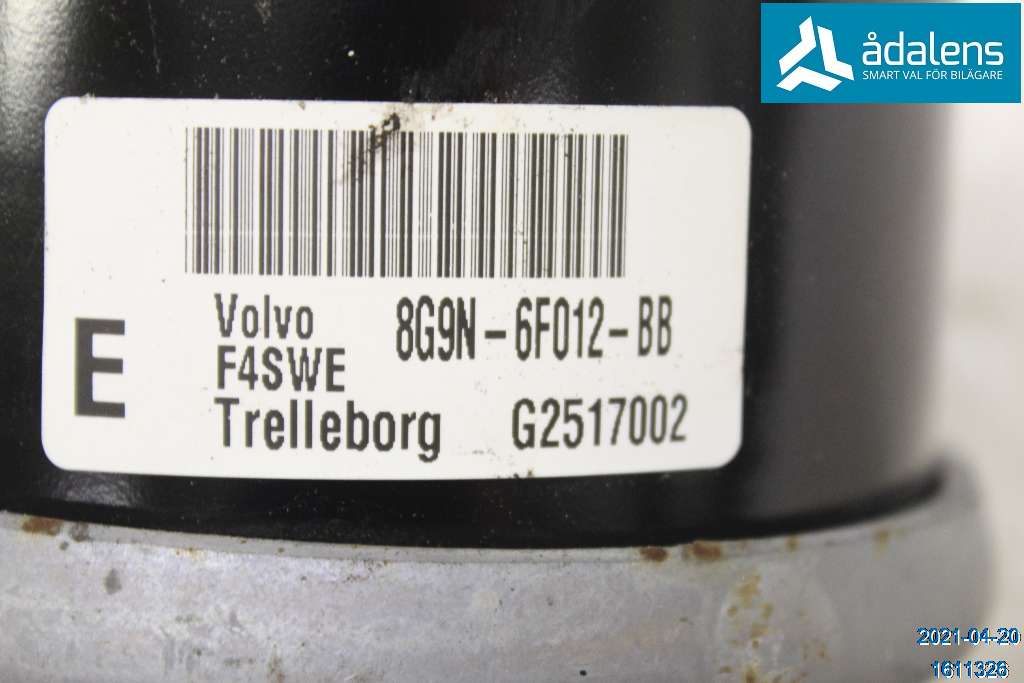 ådalens
SMART VAL FÖR BILÄGARE
E
Volvo 8G9N-6F012-BB
F4SWE
Trelleborg G2517002
2021-04-20
1611326